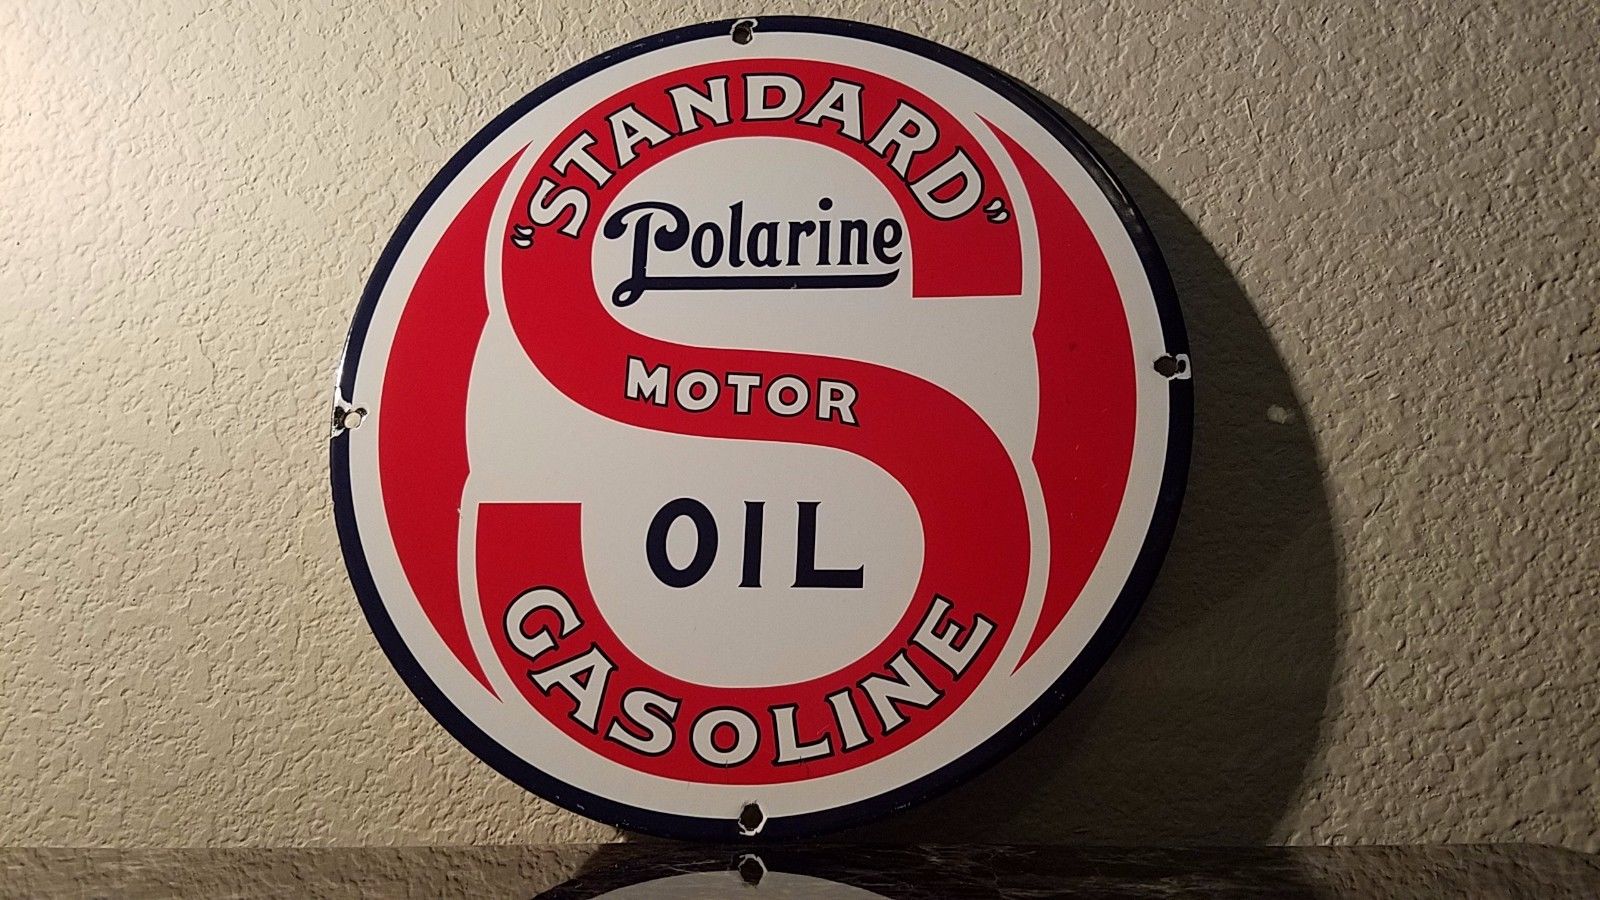 "STANDARD"
Polarine
MOTOR
OIL
GASOLINE